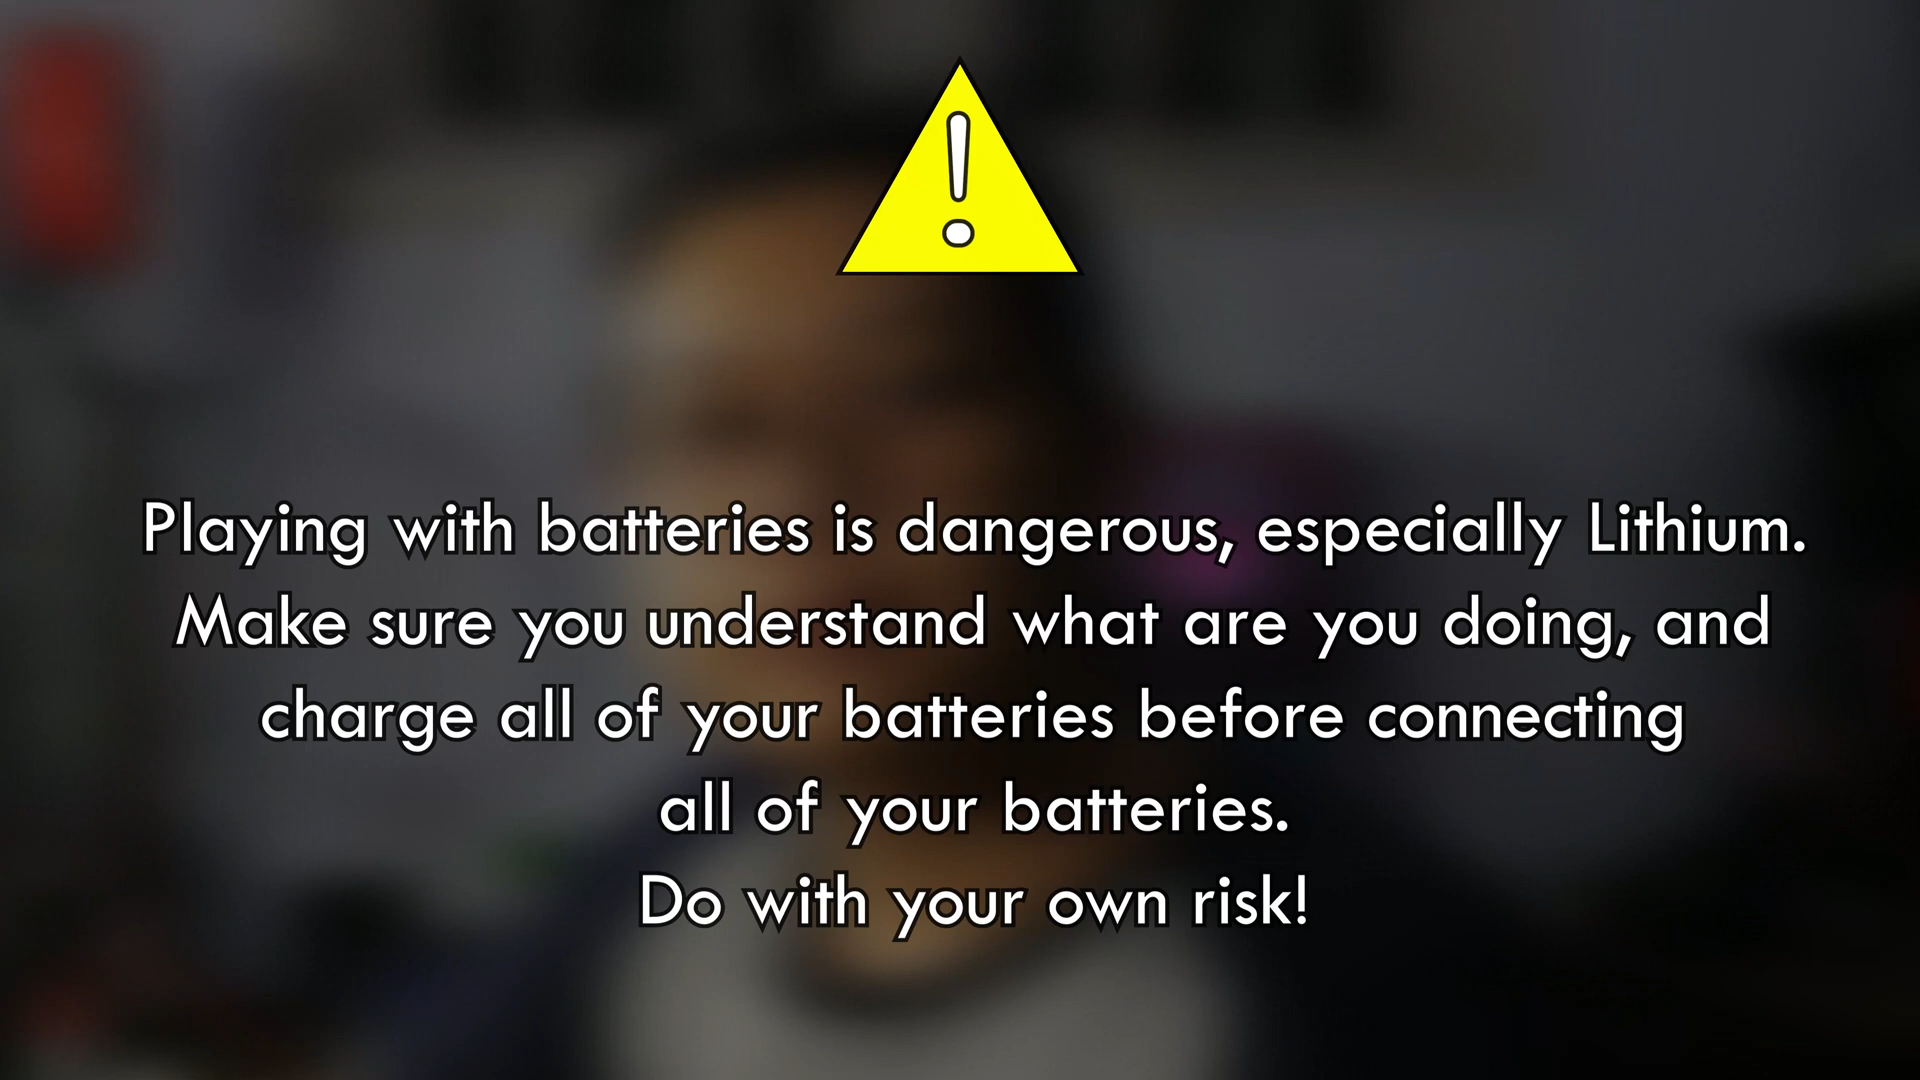 Playing with batteries is dangerous, especially Lithium.
Make sure you understand what are you doing, and
charge all of your batteries before connecting
all of your batteries.
Do with your own risk!